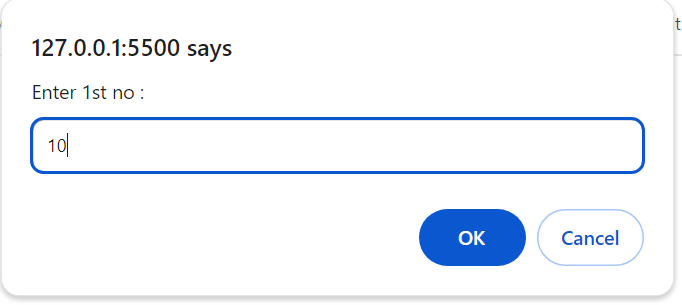 127.0.0.1:5500 says
Enter 1st no :
10
OK
Cancel